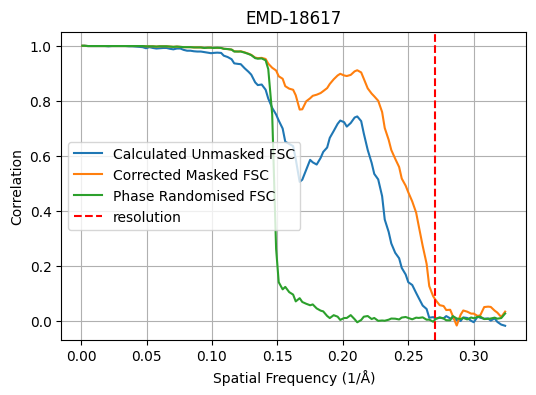 EMD-18617
1.0
0.8
0.6
0.4
0.2
0.0
Correlation
Calculated Unmasked FSC
Corrected Masked FSC
Phase Randomised FSC
resolution
0.00 0.05 0.10 0.15 0.20 0.25 0.30
Spatial Frequency (1/Å)